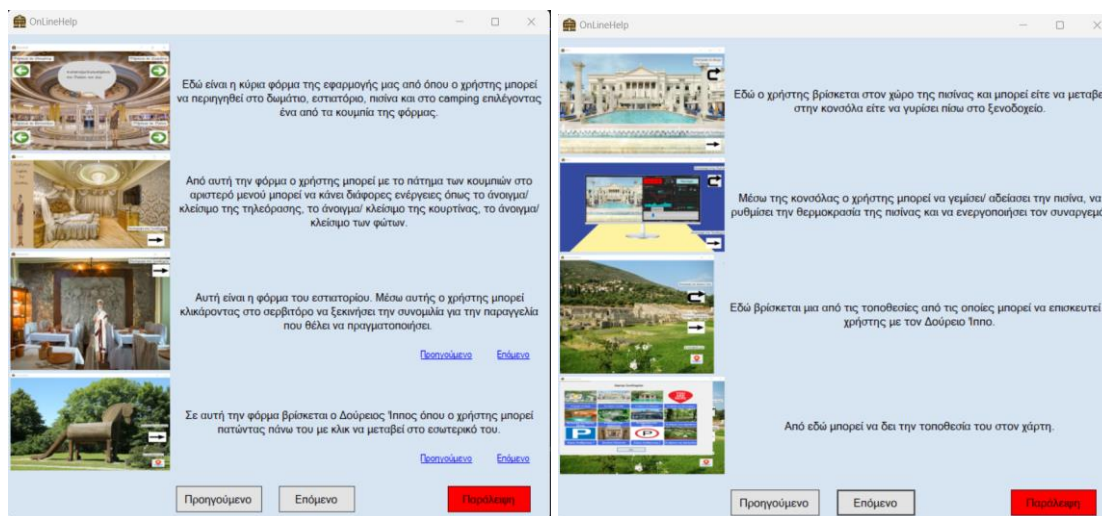 OnLineHelp
Εδώ είναι η κύρια φόρμα της εφαρμογής μας από όπου ο χρήστης μπορεί
να περιηγηθεί στο δωμάτιο, εστιατόριο, πισίνα και στο camping επιλέγοντας
ένα από τα κουμπία της φόρμας.
Από αυτή την φόρμα ο χρήστης μπορεί με το πάτημα των κουμπιών στο
αριστερό μενού μπορεί να κάνει διάφορες ενέργειες όπως το άνοιγμα/
κλείσιμο της τηλεόρασης, το άνοιγμα/ κλείσιμο της κουρτίνας, το άνοιγμα/
κλείσιμο των φώτων.
Αυτή είναι η φόρμα του εστιατορίου. Μέσω αυτής ο χρήστης μπορεί
κλικάροντας στο σερβιτόρο να ξεκινήσει την συνομιλία για την παραγγελία
που θέλει να πραγματοποιήσει.
Προηγούμενο Επόμενο
Σε αυτή την φόρμα βρίσκεται ο Δούρειος Ίππος όπου ο χρήστης μπορεί
πατώντας πάνω του με κλικ να μεταβεί στο εσωτερικό του.
Προηγούμενο Επόμενο
Προηγούμενο Επόμενο Παράλειψη
OnLineHelp
Εδώ ο χρήστης βρίσκεται στον χώρο της πισίνας και μπορεί είτε να μεταβε
στην κονσόλα είτε να γυρίσει πίσω στο ξενοδοχείο.
Μέσω της κονσόλας ο χρήστης μπορεί να γεμίσει/ αδείασει την πισίνα, να
ρυθμίσει την θερμοκρασία της πισίνας και να ενεργοποιήσει τον συναργεμό
Εδώ βρίσκεται μια από τις τοποθεσίες από τις οποίες μπορεί να επισκευτεί
χρήστης με τον Δούρειο Ίππο.
Από εδώ μπορεί να δει την τοποθεσία του στον χάρτη.
Προηγούμενο Επόμενο Παράλειψη